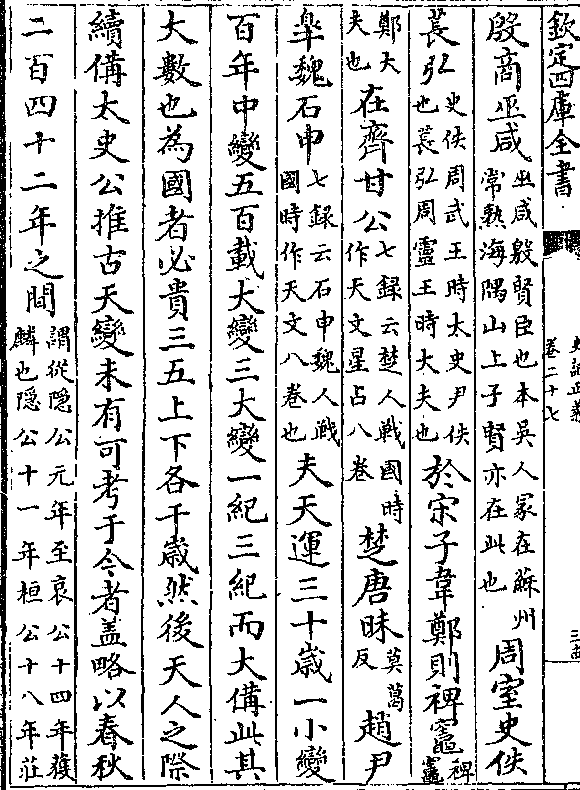 欽定四庫全書
史記正義
卷二十七
殷商巫咸巫咸殷賢臣也本吳人冢在蘇州常熟海隅山上子賢亦在此也周室史佚
萇弘史佚周武王時太史尹佚也萇弘周靈王時大夫也於宋子韋鄭則裨竈裨竈
鄭大夫也在齊甘公七録云楚人戰國時作天文星占八卷楚唐昧莫葛反趙尹
臯魏石申七録云石申魏人戰國時作天文八卷也夫天運三十歲一小變
百年中變五百載大變三大變一紀三紀而大備此其
大數也為國者必貴三五上下各千歲然後天人之際
續備太史公推古天變未有可考于今者盖略以春秋
二百四十二年之間謂從隐公元年至哀公十四年獲麟也隐公十一年桓公十八年莊